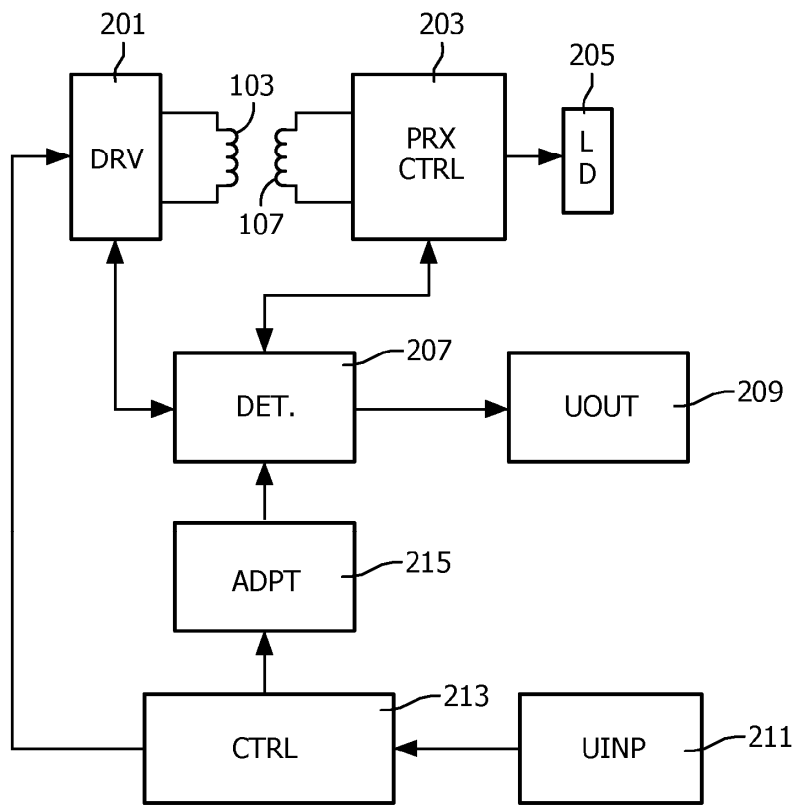 201
203
205
103
DRV
PRX
CTRL
L
D
107
207
DET.
UOUT
209
ADPT
215
213
CTRL
UINP
211